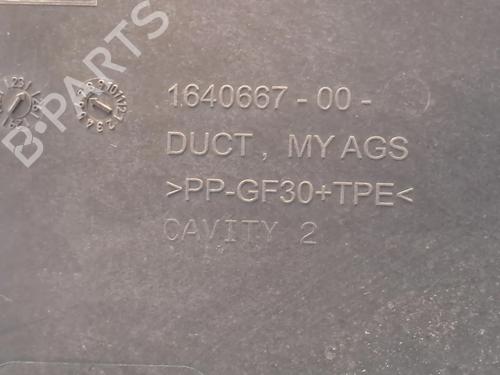 B-PARTS
1640667-00-
DUCT, MY AGS
>PP-GF30+TPE<
CAVITY 2